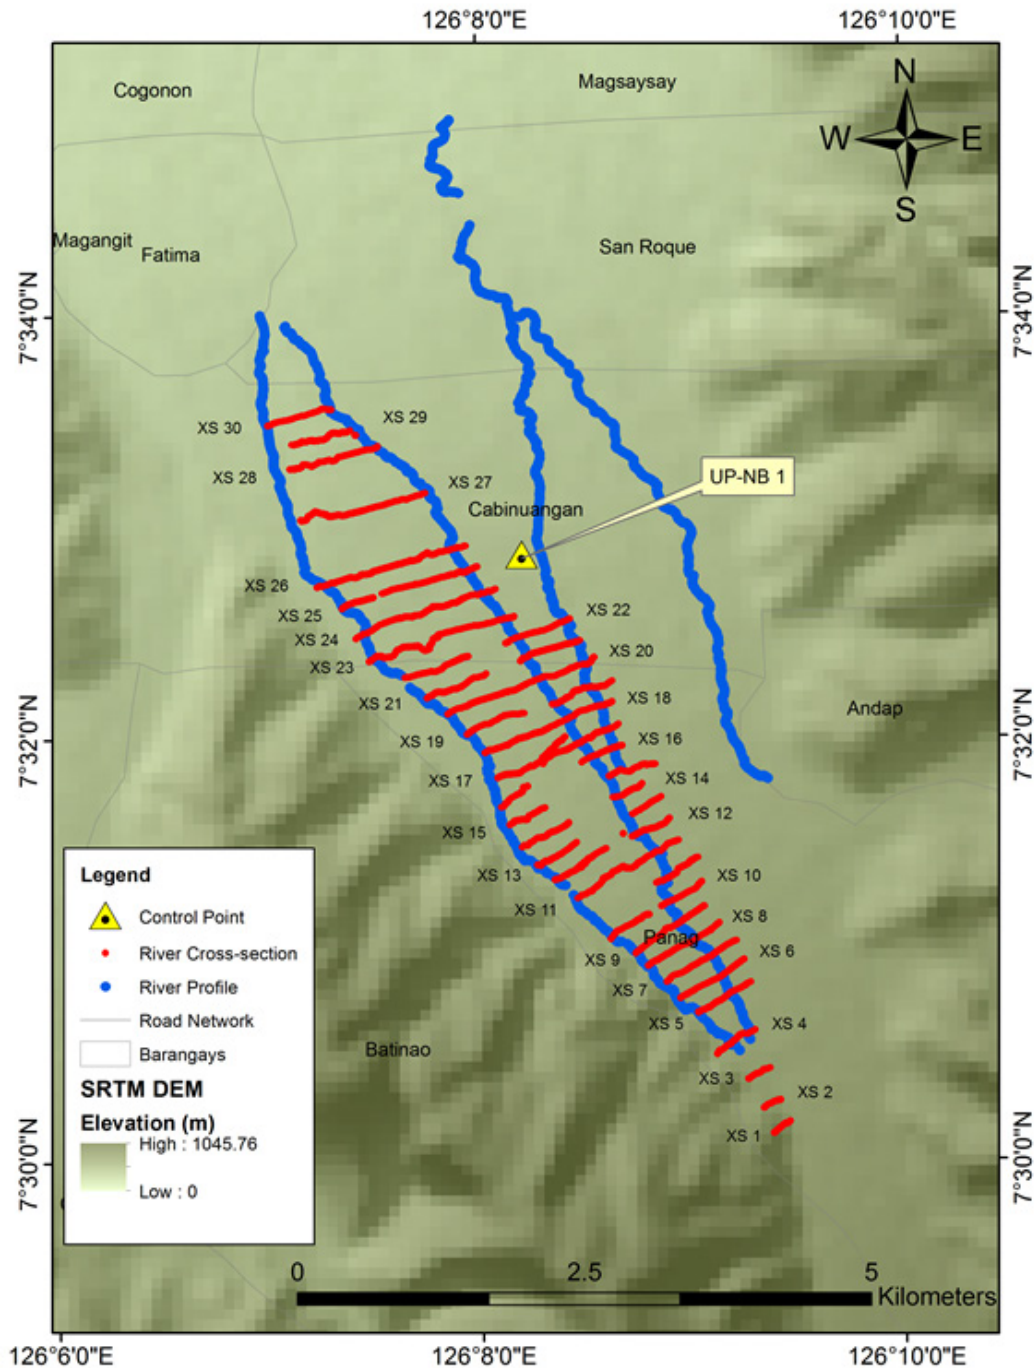 126°8'0"E
126°10'0"E
Cogonon
Magsaysay
N
W
E
S
Magangit
Fatima
San Roque
7°34'0"N
7°34'0"N
XS 30
XS 29
XS 28
XS 27
UP-NB 1
Cabinuangan
XS 26
XS 25
XS 22
XS 24
XS 20
XS 23
XS 21
XS 18
Andap
XS 19
XS 16
7°32'0"N
7°32'0"N
XS 17
XS 14
XS 15
XS 12
XS 13
XS 10
XS 11
XS 8
Panag
XS 9
XS 6
XS 7
XS 5
XS 4
Batinao
XS 3
XS 2
XS 1
Legend
Control Point
River Cross-section
River Profile
Road Network
Barangays
SRTM DEM
Elevation (m)
High : 1045.76
Low : 0
7°30'0"N
7°30'0"N
0
2.5
5
Kilometers
126°6'0"E
126°8'0"E
126°10'0"E